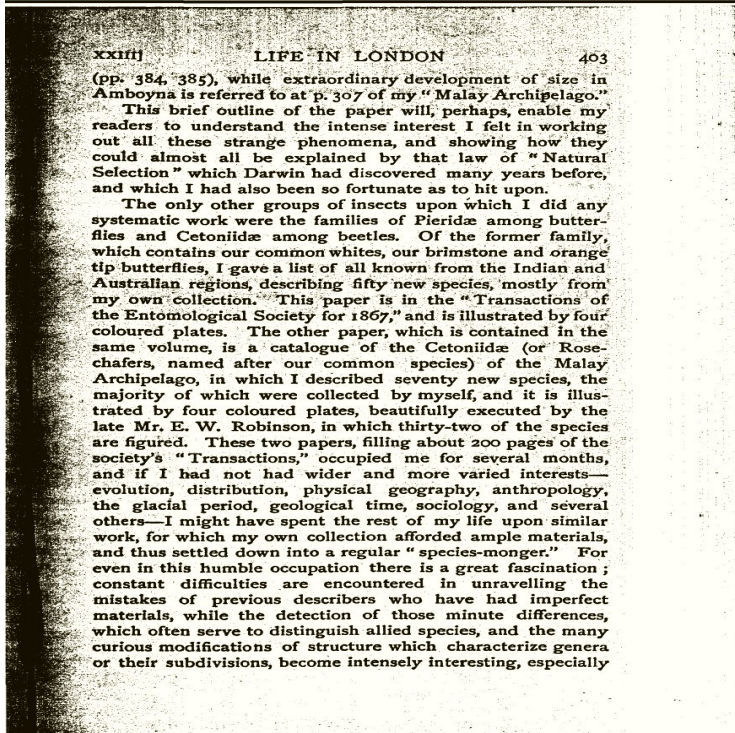 xxiii] LIFE IN LONDON 403
(pp. 384, 385), while extraordinary development of size in
Amboyna is referred to at p. 307 of my "Malay Archipelago."
This brief outline of the paper will, perhaps, enable my
readers to understand the intense interest I felt in working
out all these strange phenomena, and showing how they
could almost all be explained by that law of "Natural
Selection" which Darwin had discovered many years before,
and which I had also been so fortunate as to hit upon.
The only other groups of insects upon which I did any
systematic work were the families of Pieridæ among butter-
flies and Cetoniidæ among beetles. Of the former family,
which contains our common whites, our brimstone and orange
tip butterflies, I gave a list of all known from the Indian and
Australian regions, describing fifty new species, mostly from
my own collection. This paper is in the "Transactions of
the Entomological Society for 1867," and is illustrated by four
coloured plates. The other paper, which is contained in the
same volume, is a catalogue of the Cetoniidæ (or Rose-
chafers, named after our common species) of the Malay
Archipelago, in which I described seventy new species, the
majority of which were collected by myself, and it is illus-
trated by four coloured plates, beautifully executed by the
late Mr. E. W. Robinson, in which thirty-two of the species
are figured. These two papers, filling about 200 pages of the
society's "Transactions," occupied me for several months,
and if I had not had wider and more varied interests—
evolution, distribution, physical geography, anthropology,
the glacial period, geological time, sociology, and several
others—I might have spent the rest of my life upon similar
work, for which my own collection afforded ample materials,
and thus settled down into a regular "species-monger." For
even in this humble occupation there is a great fascination;
constant difficulties are encountered in unravelling the
mistakes of previous describers who have had imperfect
materials, while the detection of those minute differences,
which often serve to distinguish allied species, and the many
curious modifications of structure which characterize genera
or their subdivisions, become intensely interesting, especially